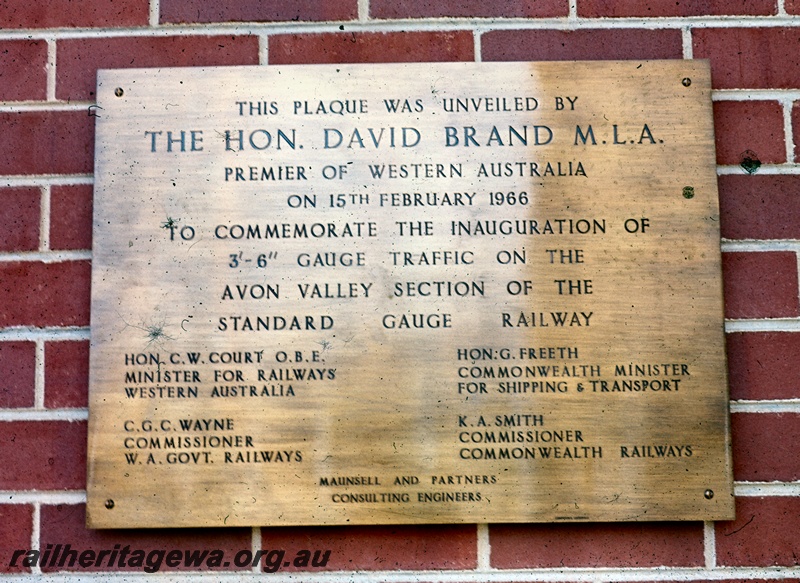 THIS PLAQUE WAS UNVEILED BY
THE HON. DAVID BRAND M.L.A.
PREMIER OF WESTERN AUSTRALIA
ON 15TH FEBRUARY 1966
TO COMMEMORATE THE INAUGURATION OF
3'-6" GAUGE TRAFFIC ON THE
AVON VALLEY SECTION OF THE
STANDARD GAUGE RAILWAY
HON. C.W. COURT O.B.E.
MINISTER FOR RAILWAYS
WESTERN AUSTRALIA
HON. G. FREETH
COMMONWEALTH MINISTER
FOR SHIPPING & TRANSPORT
C.G.C. WAYNE
COMMISSIONER
W.A. GOVT. RAILWAYS
K.A. SMITH
COMMISSIONER
COMMONWEALTH RAILWAYS
MAUNSELL AND PARTNERS
CONSULTING ENGINEERS
railheritagewa.org.au